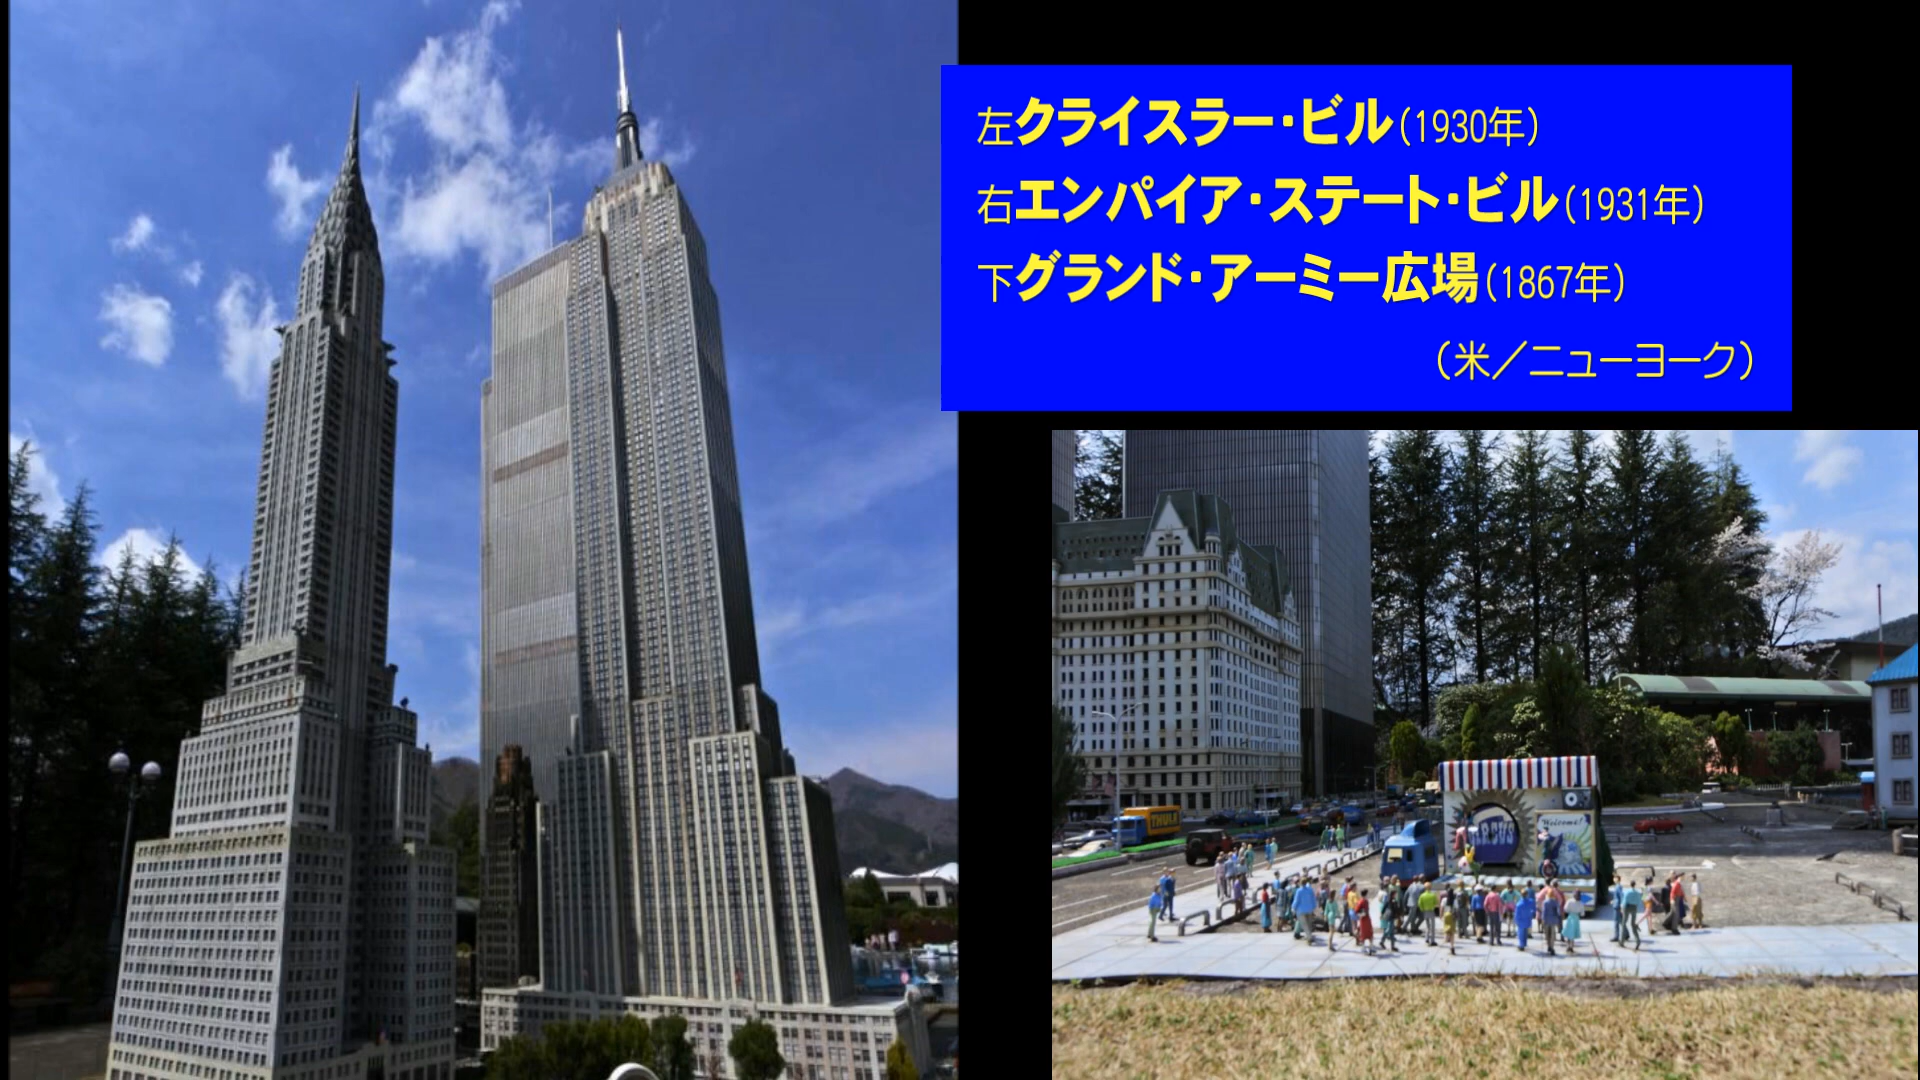 左クライスラー・ビル(1930年)
右エンパイア・ステート・ビル(1931年)
下グランド・アーミー広場(1867年)
(米／ニューヨーク)
THULE
Welcome!